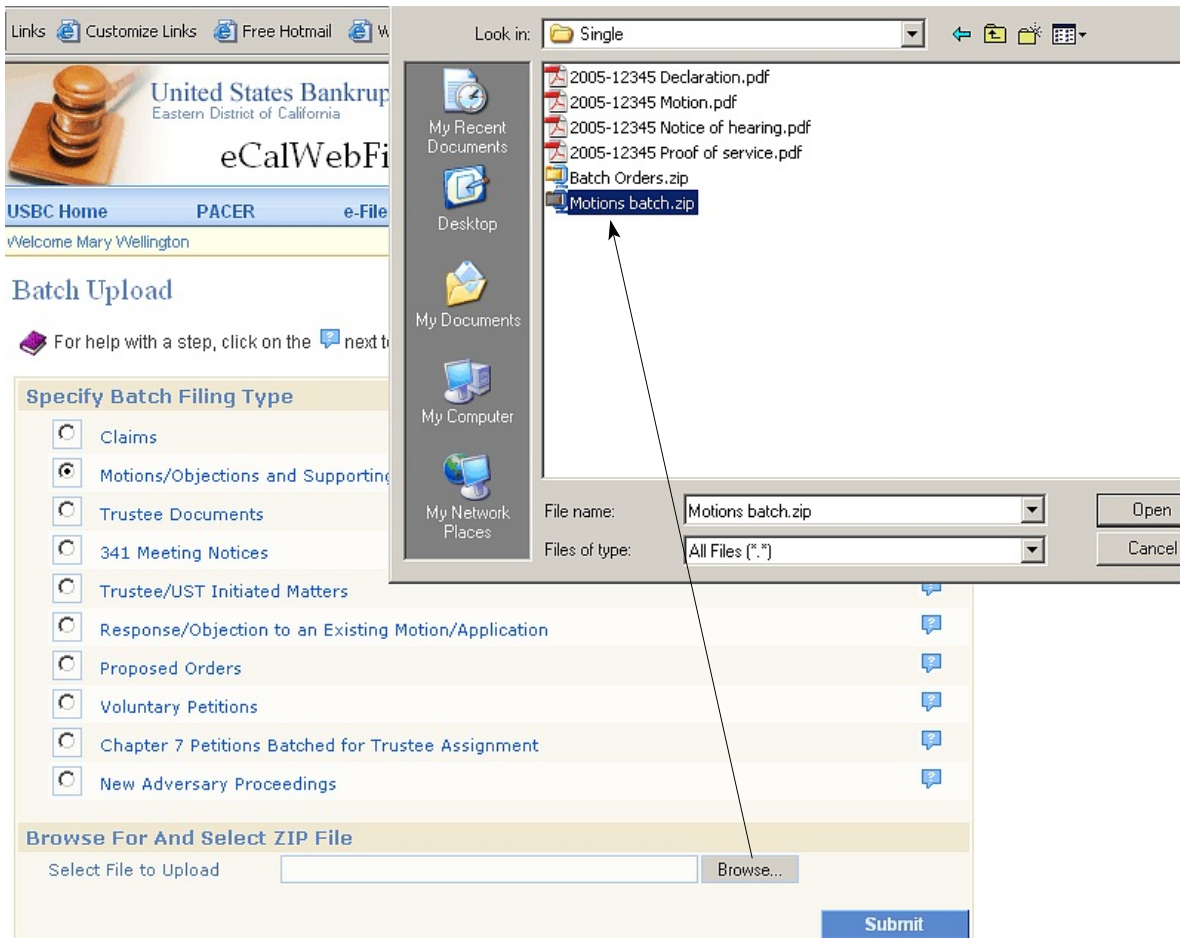 Links Customize Links Free Hotmail W
United States Bankrup
Eastern District of California
eCalWebFi
USBC Home PACER e-File
Welcome Mary Wellington
Batch Upload
For help with a step, click on the ? next t
Specify Batch Filing Type
Claims
Motions/Objections and Supporting
Trustee Documents
341 Meeting Notices
Trustee/UST Initiated Matters
Response/Objection to an Existing Motion/Application
Proposed Orders
Voluntary Petitions
Chapter 7 Petitions Batched for Trustee Assignment
New Adversary Proceedings
Browse For And Select ZIP File
Select File to Upload Browse...
Submit
Look in: Single
My Recent
Documents
Desktop
My Documents
My Computer
My Network
Places
2005-12345 Declaration.pdf
2005-12345 Motion.pdf
2005-12345 Notice of hearing.pdf
2005-12345 Proof of service.pdf
Batch Orders.zip
Motions batch.zip
File name: Motions batch.zip Open
Files of type: All Files (*.*) Cancel